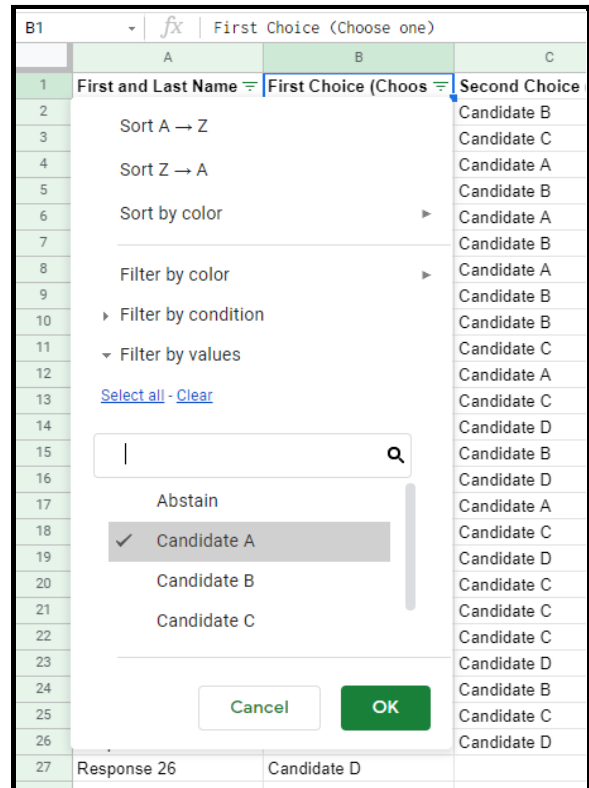 B1 fx First Choice (Choose one)
A B C
1 First and Last Name First Choice (Choos Second Choice
2 Candidate B
3 Candidate C
4 Candidate A
5 Candidate B
6 Candidate A
7 Candidate B
8 Candidate A
9 Candidate B
10 Candidate B
11 Candidate C
12 Candidate A
13 Candidate C
14 Candidate D
15 Candidate B
16 Candidate D
17 Candidate A
18 Candidate C
19 Candidate D
20 Candidate C
21 Candidate C
22 Candidate C
23 Candidate D
24 Candidate B
25 Candidate C
26 Candidate D
27 Response 26 Candidate D
Sort A → Z
Sort Z → A
Sort by color
Filter by color
Filter by condition
Filter by values
Select all - Clear
Abstain
Candidate A
Candidate B
Candidate C
Cancel OK